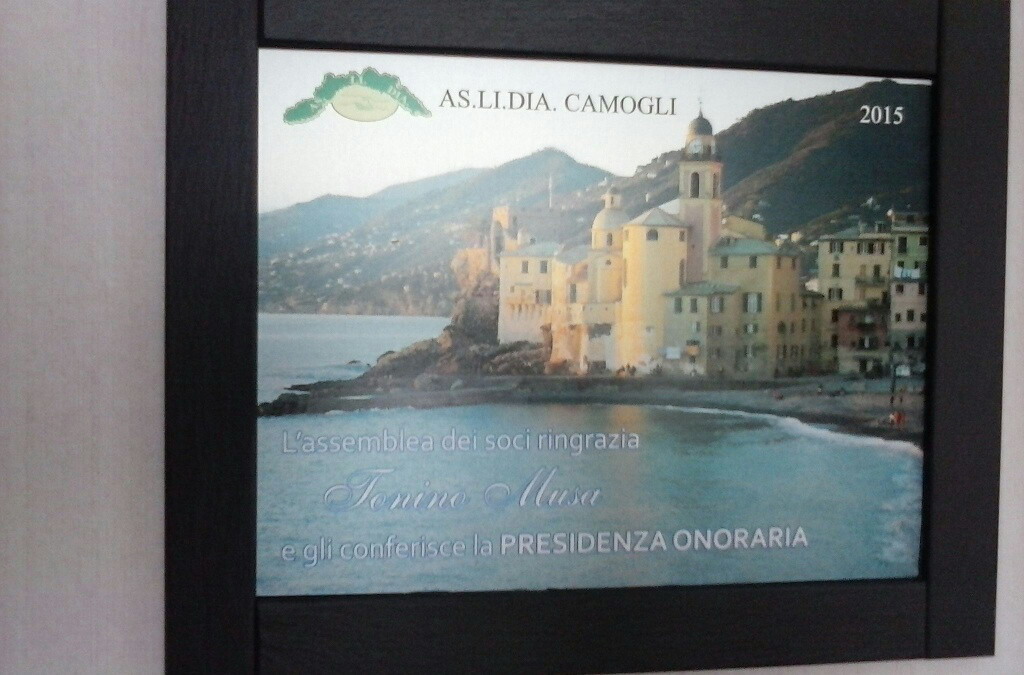 AS.LI.DIA. CAMOGLI
2015
L'assemblea dei soci ringrazia
Tonino Musa
e gli conferisce la PRESIDENZA ONORARIA